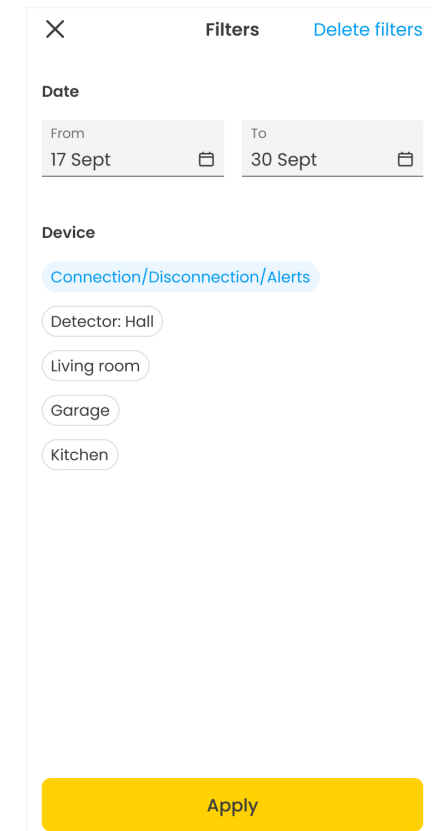 Filters Delete filters
Date
From To
17 Sept 30 Sept
Device
Connection/Disconnection/Alerts
Detector: Hall
Living room
Garage
Kitchen
Apply